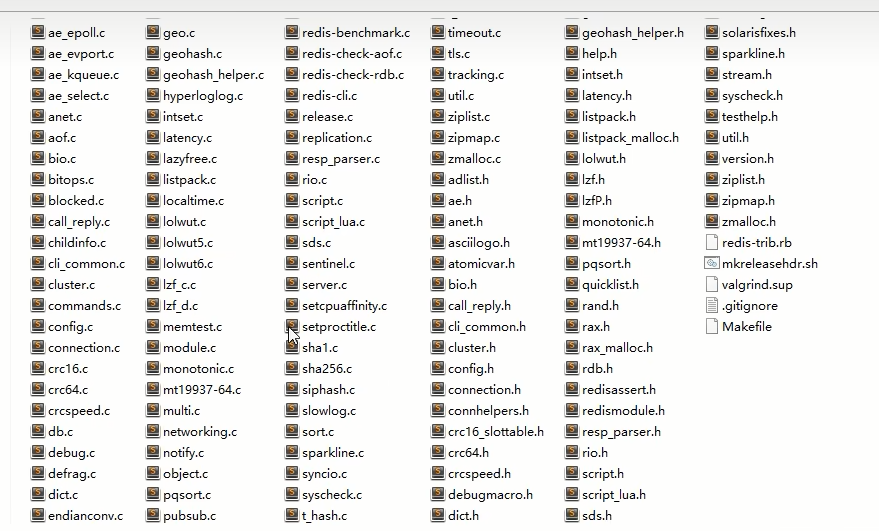 ae_epoll.c
ae_evport.c
ae_kqueue.c
ae_select.c
anet.c
aof.c
bio.c
bitops.c
blocked.c
call_reply.c
childinfo.c
cli_common.c
cluster.c
commands.c
config.c
connection.c
crc16.c
crc64.c
crcspeed.c
db.c
debug.c
defrag.c
dict.c
endianconv.c
geo.c
geohash.c
geohash_helper.c
hyperloglog.c
intset.c
latency.c
lazyfree.c
listpack.c
localtime.c
lolwut.c
lolwut5.c
lolwut6.c
lzf_c.c
lzf_d.c
memtest.c
module.c
monotonic.c
mt19937-64.c
multi.c
networking.c
notify.c
object.c
pqsort.c
pubsub.c
redis-benchmark.c
redis-check-aof.c
redis-check-rdb.c
redis-cli.c
release.c
replication.c
resp_parser.c
rio.c
script.c
script_lua.c
sds.c
sentinel.c
server.c
setcpuaffinity.c
setproctitle.c
sha1.c
sha256.c
siphash.c
slowlog.c
sort.c
sparkline.c
syncio.c
syscheck.c
t_hash.c
timeout.c
tls.c
tracking.c
util.c
ziplist.c
zipmap.c
zmalloc.c
adlist.h
ae.h
anet.h
asciilogo.h
atomicvar.h
bio.h
call_reply.h
cli_common.h
cluster.h
config.h
connection.h
connhelpers.h
crc16_slottable.h
crc64.h
crcspeed.h
debugmacro.h
dict.h
geohash_helper.h
help.h
intset.h
latency.h
listpack.h
listpack_malloc.h
lolwut.h
lzf.h
lzfP.h
monotonic.h
mt19937-64.h
pqsort.h
quicklist.h
rand.h
rax.h
rax_malloc.h
rdb.h
redisassert.h
redismodule.h
resp_parser.h
rio.h
script.h
script_lua.h
sds.h
solarisfixes.h
sparkline.h
stream.h
syscheck.h
testhelp.h
util.h
version.h
ziplist.h
zipmap.h
zmalloc.h
redis-trib.rb
mkreleasehdr.sh
valgrind.sup
.gitignore
Makefile